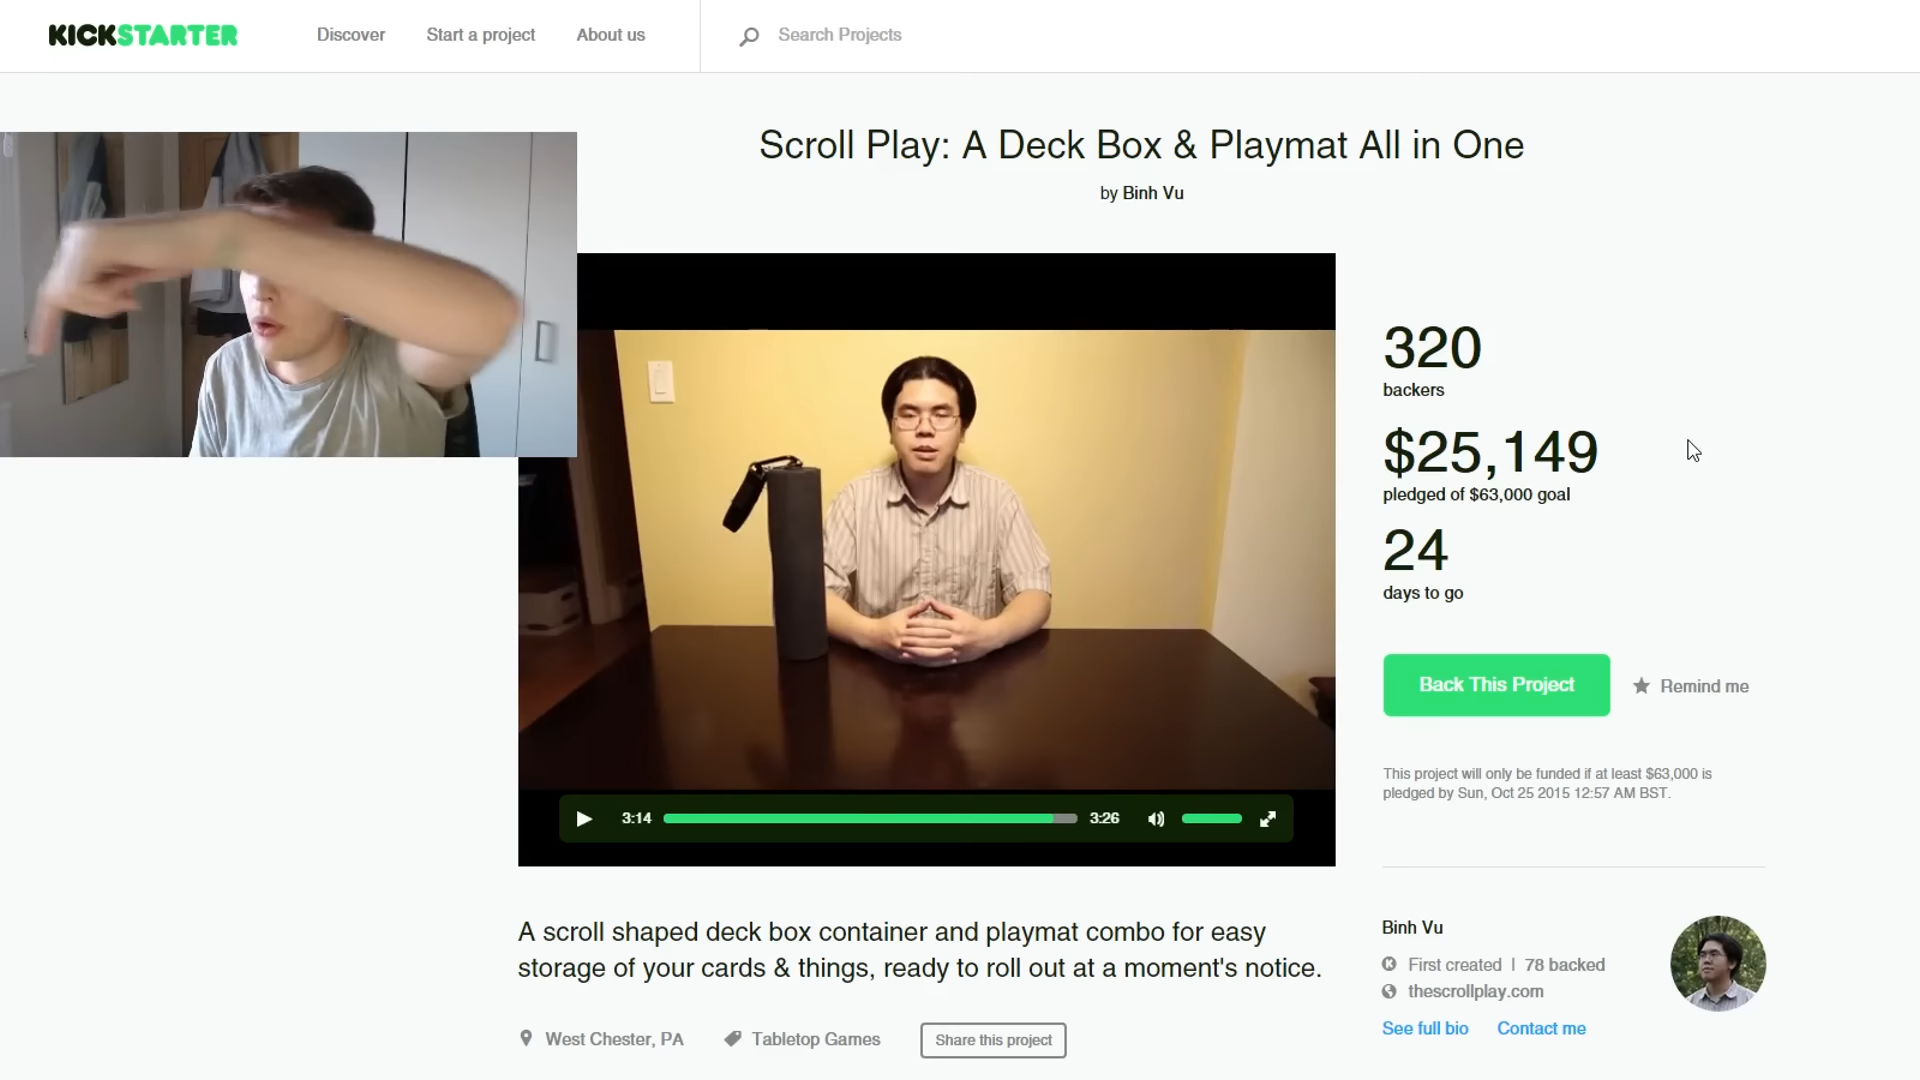 KICKSTARTER
Discover
Start a project
About us
Search Projects
Scroll Play: A Deck Box & Playmat All in One
by Binh Vu
320
backers
$25,149
pledged of $63,000 goal
24
days to go
Back This Project
Remind me
This project will only be funded if at least $63,000 is
pledged by Sun, Oct 25 2015 12:57 AM BST.
3:14
3:26
A scroll shaped deck box container and playmat combo for easy
storage of your cards & things, ready to roll out at a moment's notice.
West Chester, PA
Tabletop Games
Share this project
Binh Vu
First created | 78 backed
thescrollplay.com
See full bio
Contact me